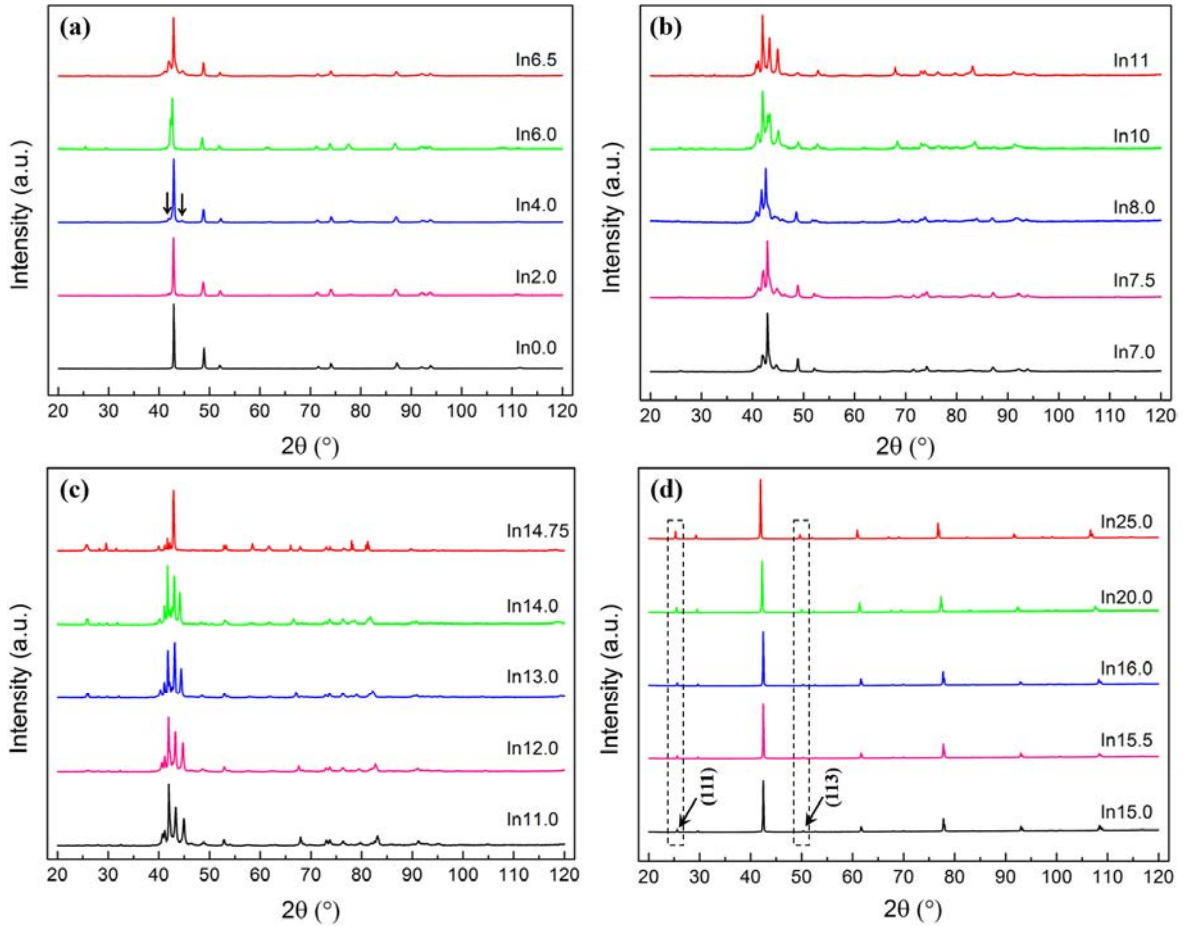 (a)
In6.5
In6.0
In4.0
In2.0
In0.0
Intensity (a.u.)
20 30 40 50 60 70 80 90 100 110 120
2θ (°)
(b)
In11
In10
In8.0
In7.5
In7.0
Intensity (a.u.)
20 30 40 50 60 70 80 90 100 110 120
2θ (°)
(c)
In14.75
In14.0
In13.0
In12.0
In11.0
Intensity (a.u.)
20 30 40 50 60 70 80 90 100 110 120
2θ (°)
(d)
In25.0
In20.0
In16.0
In15.5
In15.0
(111)
(113)
Intensity (a.u.)
20 30 40 50 60 70 80 90 100 110 120
2θ (°)